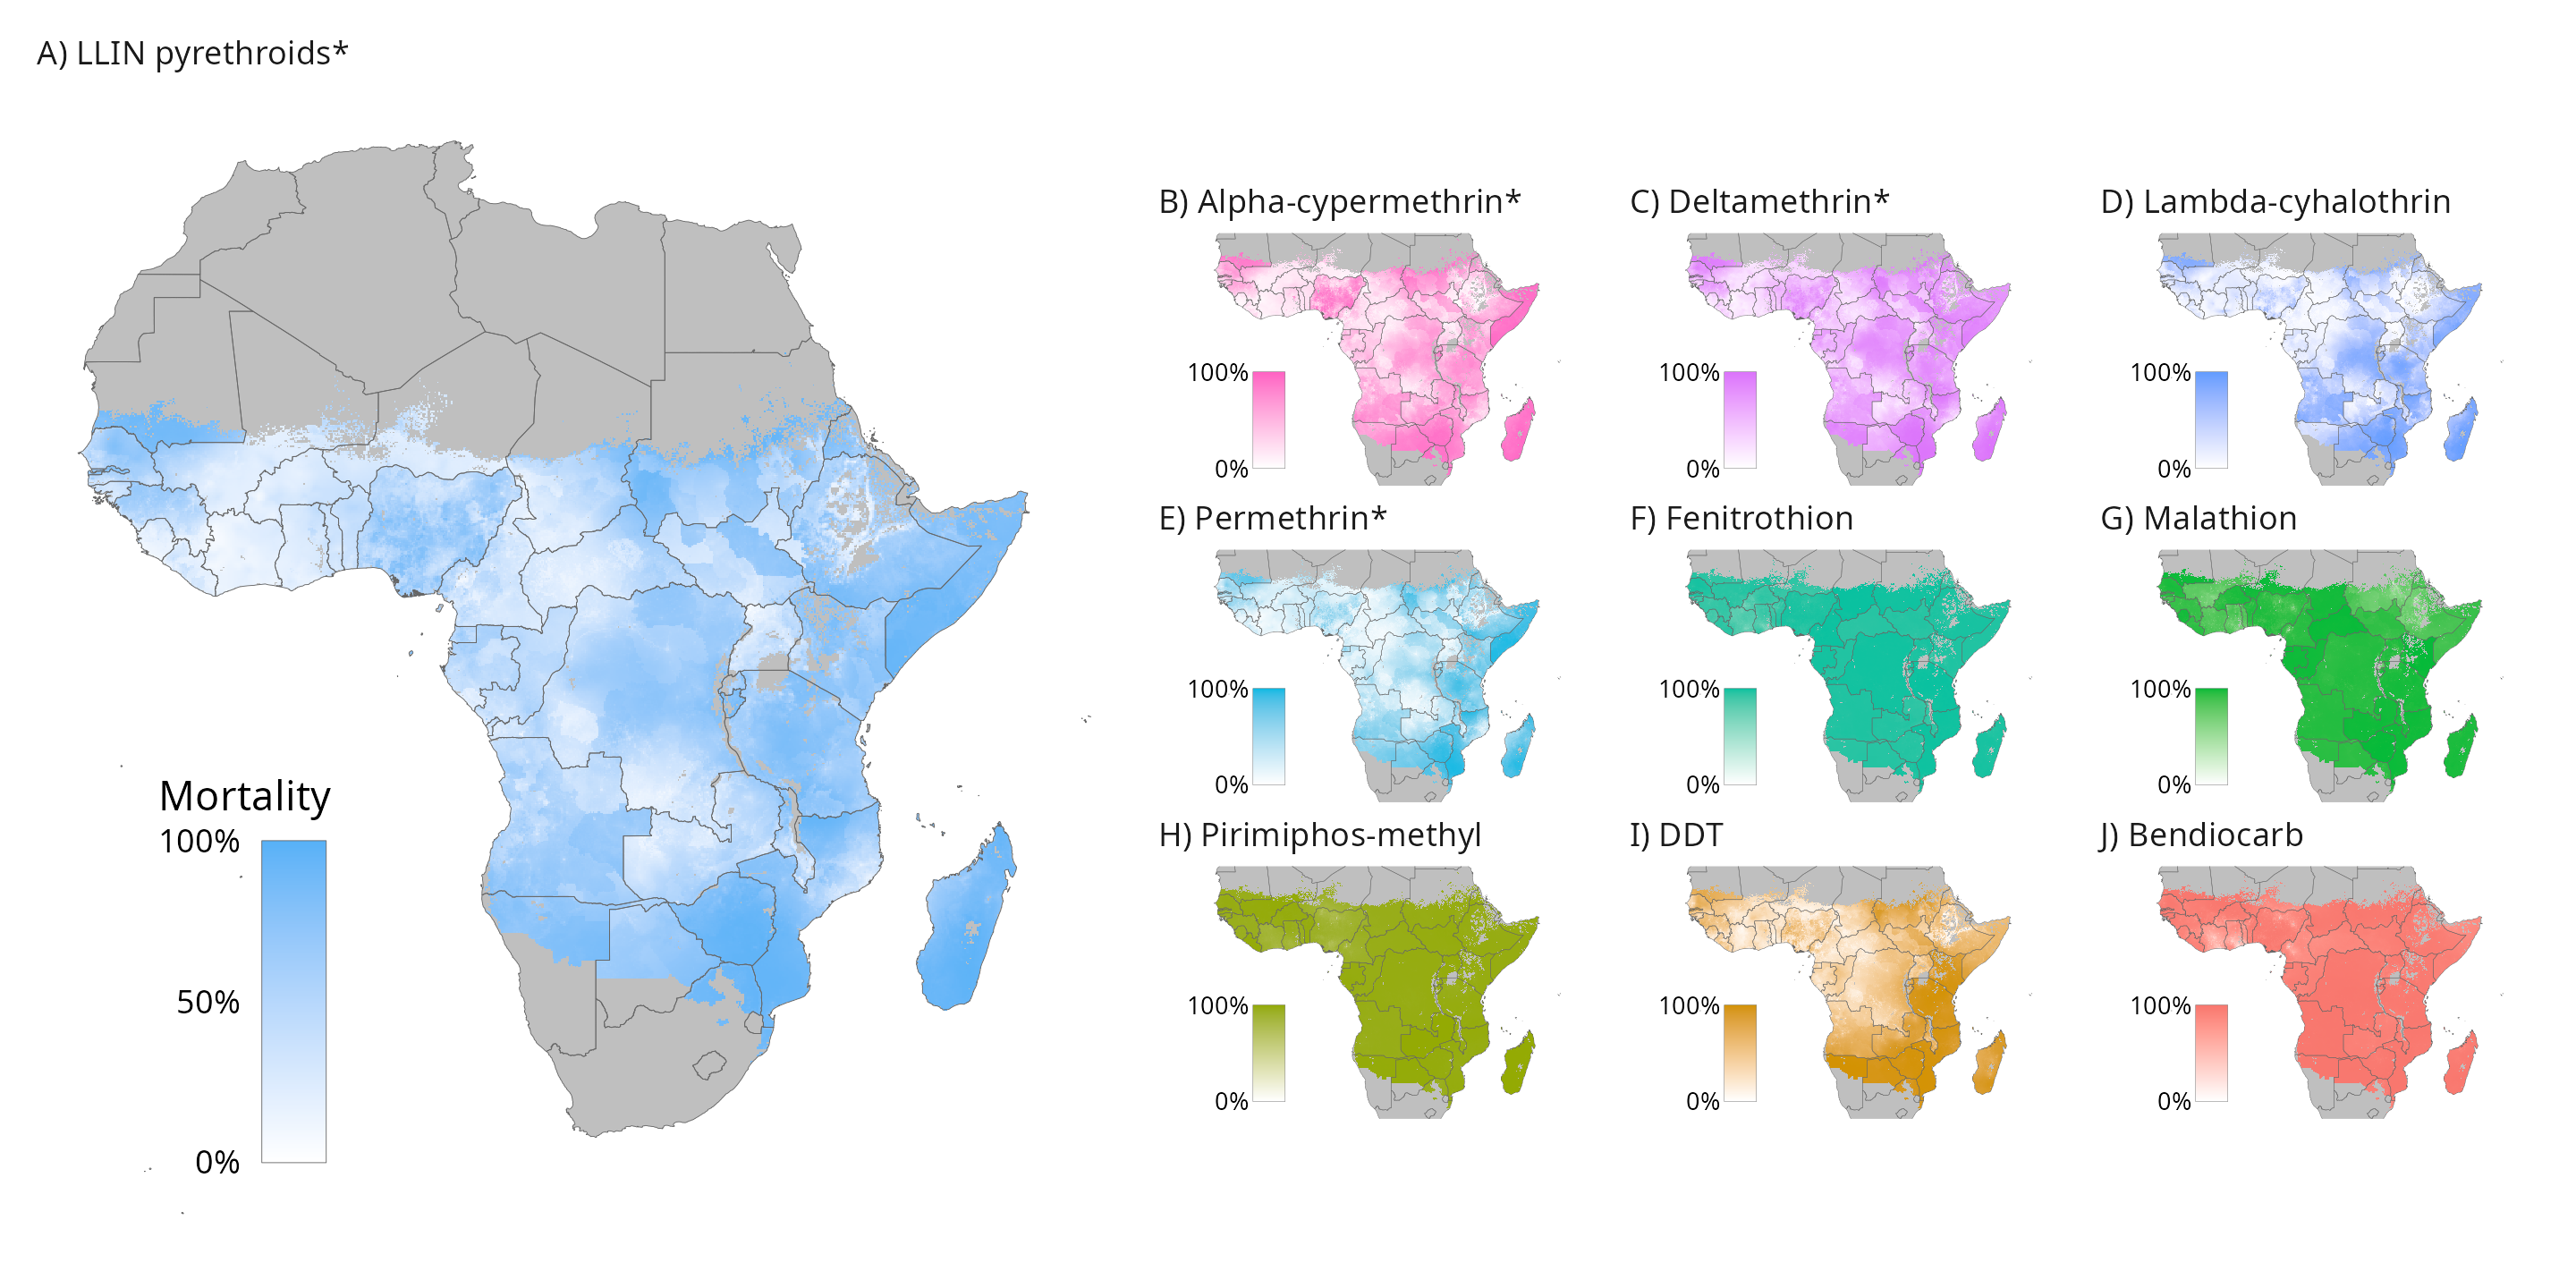 A) LLIN pyrethroids*
Mortality
100%
50%
0%
B) Alpha-cypermethrin*
100%
0%
C) Deltamethrin*
100%
0%
D) Lambda-cyhalothrin
100%
0%
E) Permethrin*
100%
0%
F) Fenitrothion
100%
0%
G) Malathion
100%
0%
H) Pirimiphos-methyl
100%
0%
I) DDT
100%
0%
J) Bendiocarb
100%
0%